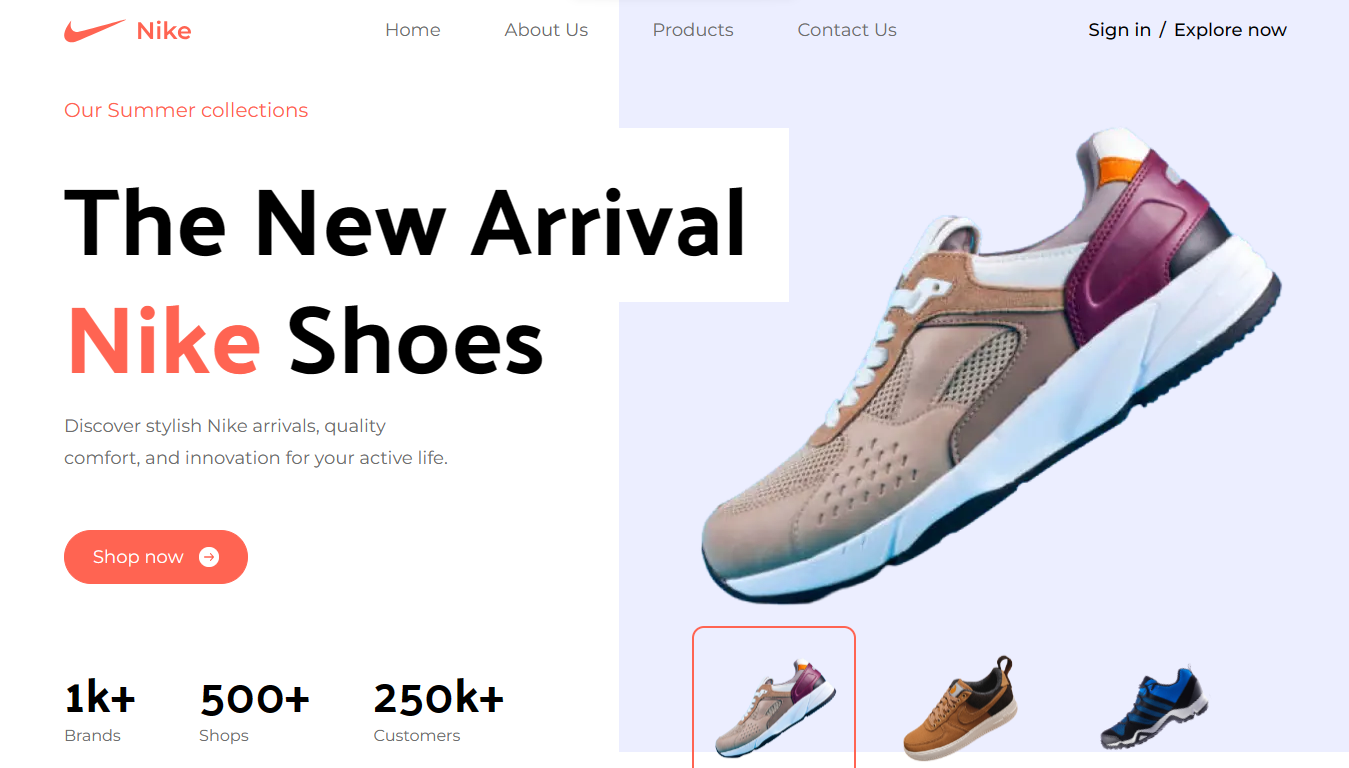 Nike
Home
About Us
Products
Contact Us
Sign in / Explore now
Our Summer collections
The New Arrival
Nike Shoes
Discover stylish Nike arrivals, quality
comfort, and innovation for your active life.
Shop now
1k+
Brands
500+
Shops
250k+
Customers